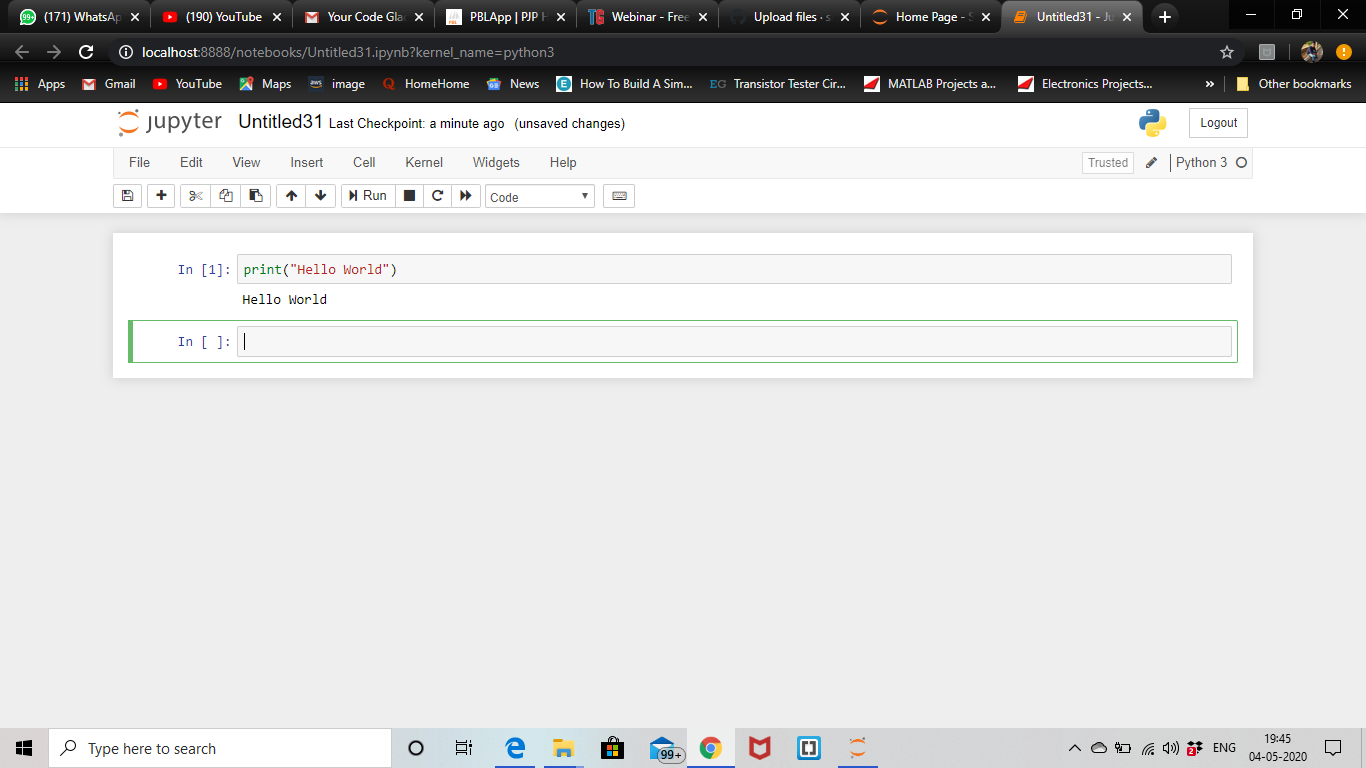 (171) WhatsAp (190) YouTube Your Code Gla PBLApp | PJP H Webinar - Free Upload files · s Home Page - S Untitled31 - Ju
localhost:8888/notebooks/Untitled31.ipynb?kernel_name=python3
Apps Gmail YouTube Maps aws image HomeHome News How To Build A Sim... EG Transistor Tester Cir... MATLAB Projects a... Electronics Projects... » Other bookmarks
jupyter Untitled31 Last Checkpoint: a minute ago (unsaved changes) Logout
File Edit View Insert Cell Kernel Widgets Help Trusted Python 3
Run Code
In [1]: print("Hello World")
Hello World
In [ ]:
Type here to search 99+ 2 ENG 19:45
04-05-2020